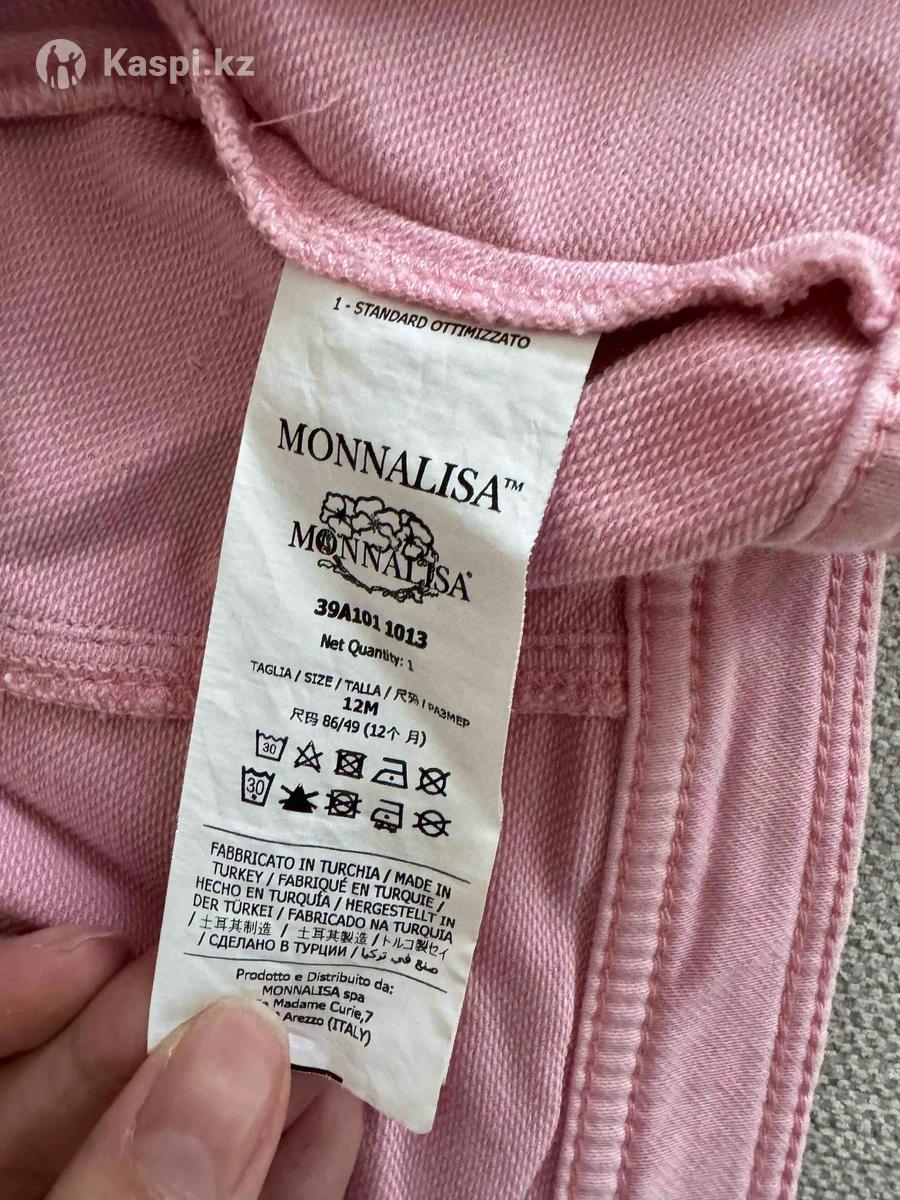 Kaspi.kz
1 - STANDARD OTTIMIZZATO
MONNALISA™
MONNALISA®
39A101 1013
Net Quantity: 1
TAGLIA / SIZE / TALLA / 尺码 / РАЗМЕР
12M
尺码 86/49 (12个 月)
30
30
FABBRICATO IN TURCHIA / MADE IN
TURKEY / FABRIQUÉ EN TURQUIE /
HECHO EN TURQUÍA / HERGESTELLT IN
DER TÜRKEI / FABRICADO NA TURQUIA
/ 土耳其制造 / 土耳其製造 / トルコ製セイ
/ СДЕЛАНО В ТУРЦИИ / صنع في تركيا
Prodotto e Distribuito da:
MONNALISA spa
Madame Curie,7
Arezzo (ITALY)